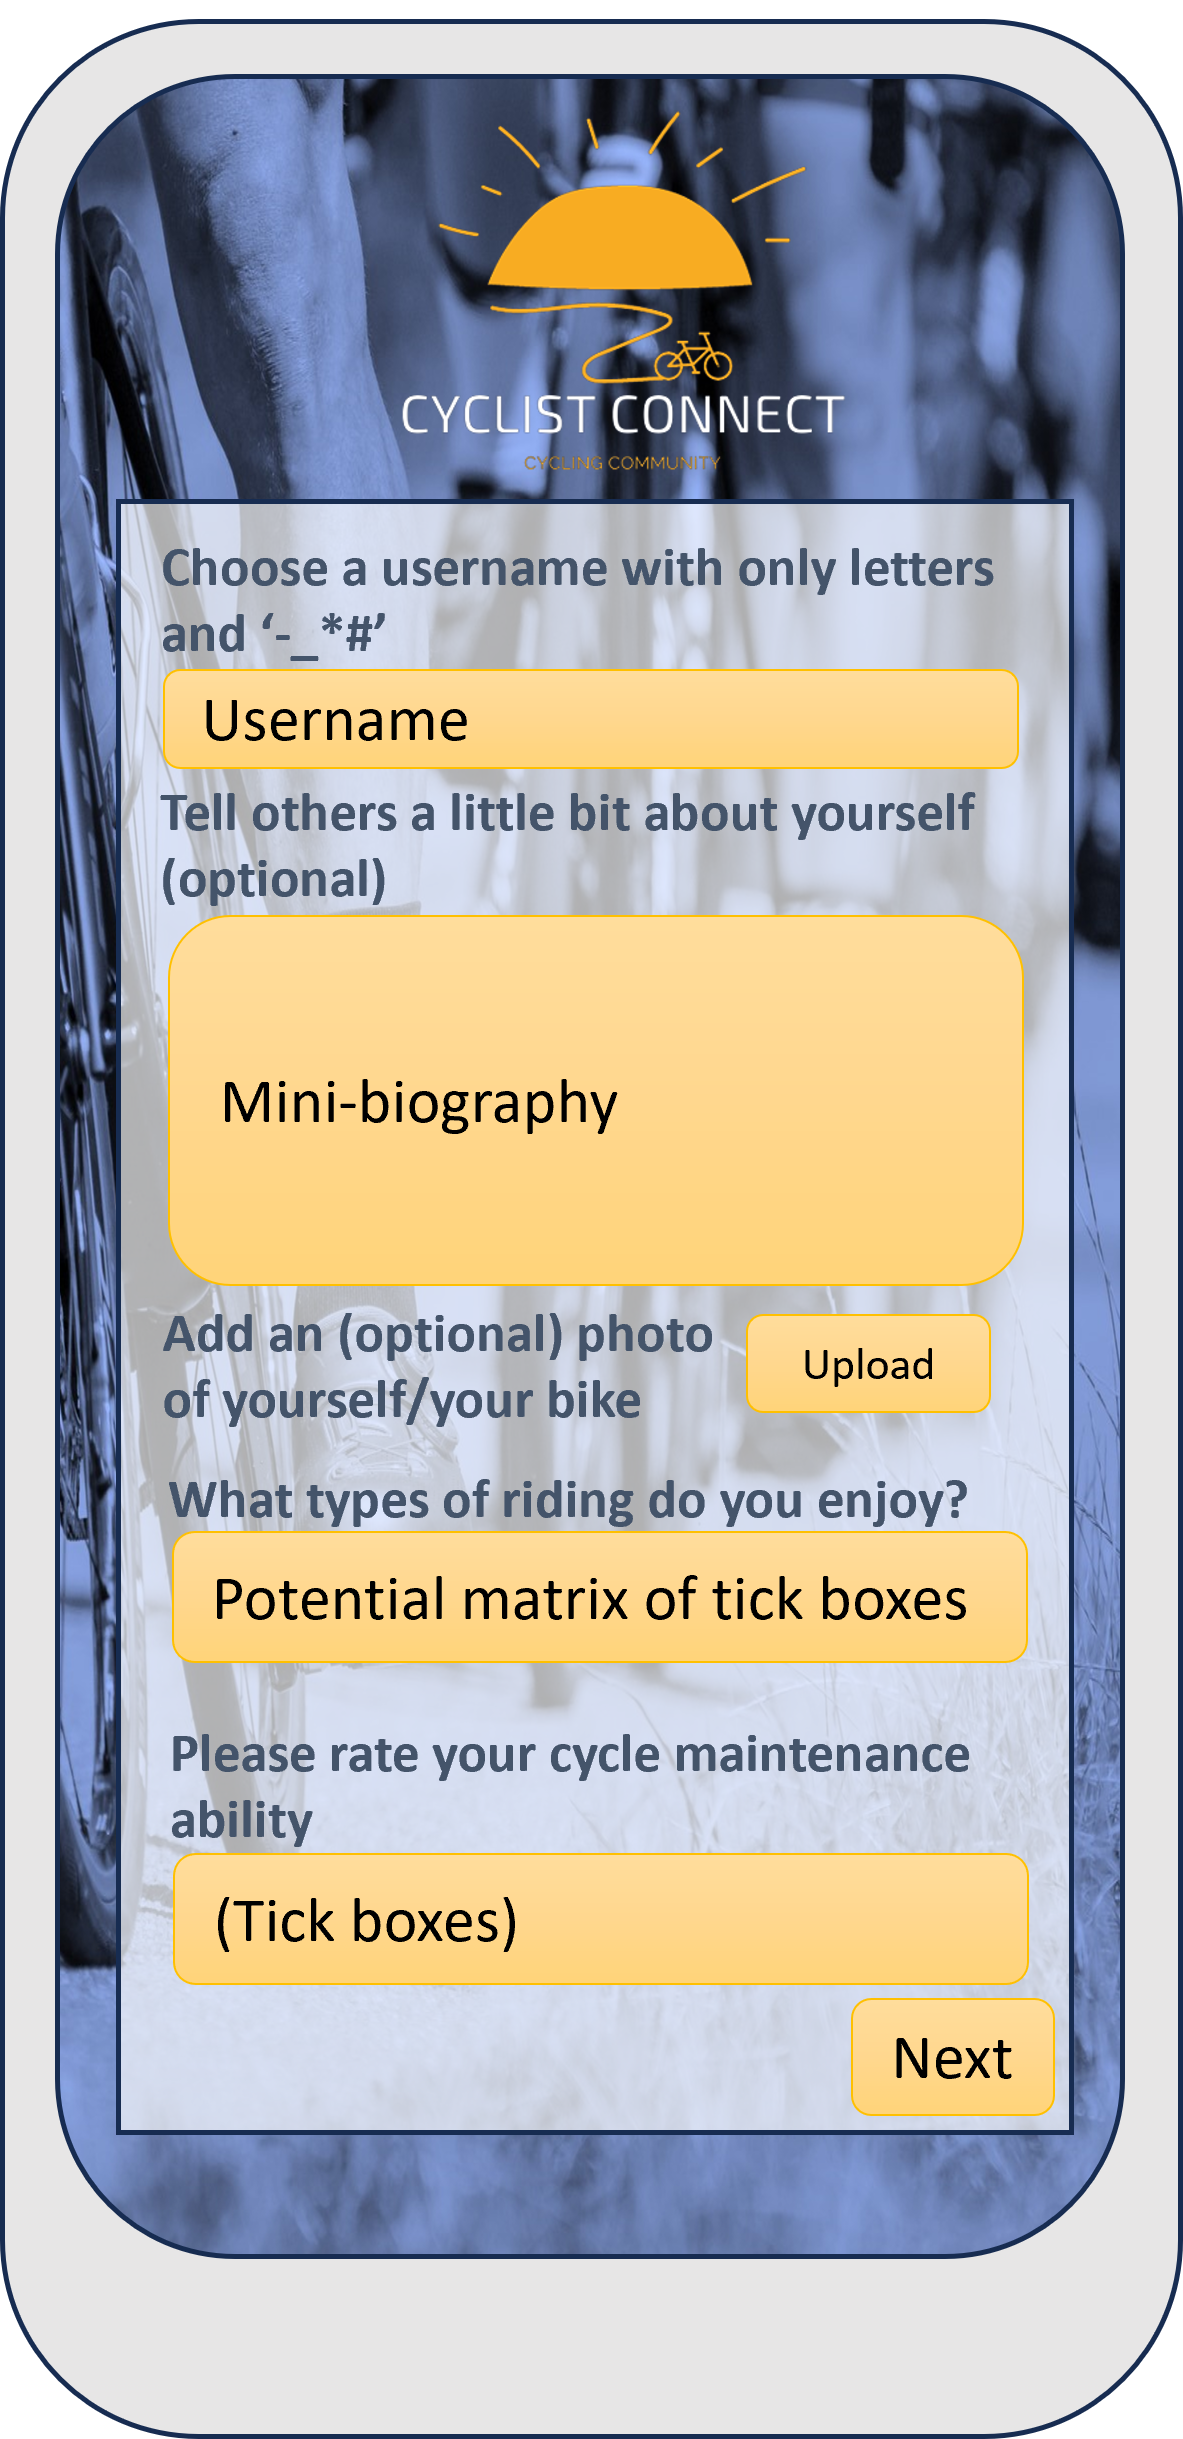 CYCLIST CONNECT
CYCLING COMMUNITY
Choose a username with only letters
and ‘-_*#’
Username
Tell others a little bit about yourself
(optional)
Mini-biography
Add an (optional) photo
of yourself/your bike
Upload
What types of riding do you enjoy?
Potential matrix of tick boxes
Please rate your cycle maintenance
ability
(Tick boxes)
Next